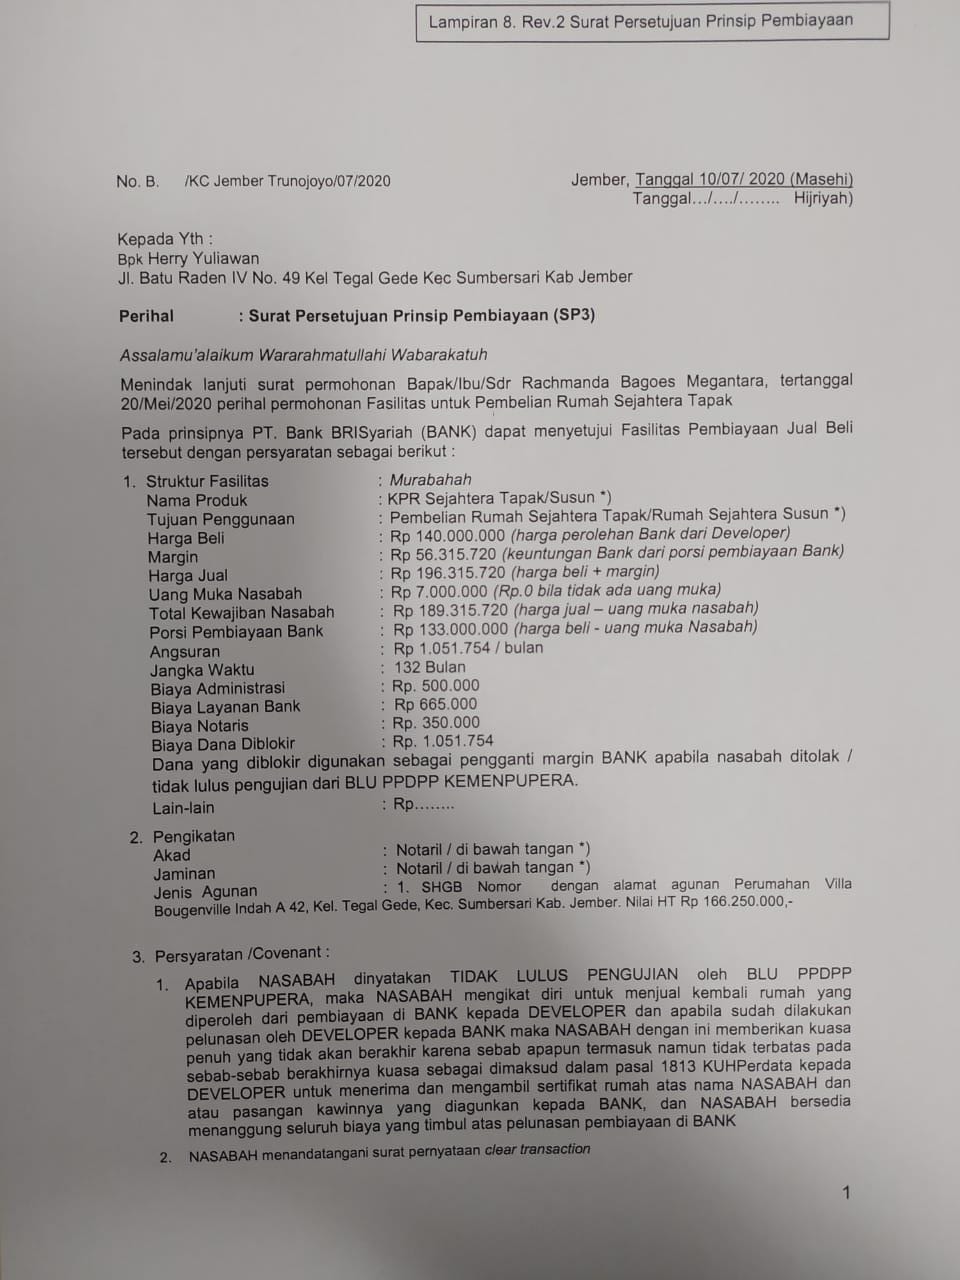 Lampiran 8. Rev.2 Surat Persetujuan Prinsip Pembiayaan
No. B. /KC Jember Trunojoyo/07/2020
Jember, Tanggal 10/07/ 2020 (Masehi)
Tanggal.../..../........ Hijriyah)
Kepada Yth :
Bpk Herry Yuliawan
Jl. Batu Raden IV No. 49 Kel Tegal Gede Kec Sumbersari Kab Jember
Perihal : Surat Persetujuan Prinsip Pembiayaan (SP3)
Assalamu'alaikum Wararahmatullahi Wabarakatuh
Menindak lanjuti surat permohonan Bapak/Ibu/Sdr Rachmanda Bagoes Megantara, tertanggal
20/Mei/2020 perihal permohonan Fasilitas untuk Pembelian Rumah Sejahtera Tapak
Pada prinsipnya PT. Bank BRISyariah (BANK) dapat menyetujui Fasilitas Pembiayaan Jual Beli
tersebut dengan persyaratan sebagai berikut :
1. Struktur Fasilitas : Murabahah
Nama Produk : KPR Sejahtera Tapak/Susun *)
Tujuan Penggunaan : Pembelian Rumah Sejahtera Tapak/Rumah Sejahtera Susun *)
Harga Beli : Rp 140.000.000 (harga perolehan Bank dari Developer)
Margin : Rp 56.315.720 (keuntungan Bank dari porsi pembiayaan Bank)
Harga Jual : Rp 196.315.720 (harga beli + margin)
Uang Muka Nasabah : Rp 7.000.000 (Rp.0 bila tidak ada uang muka)
Total Kewajiban Nasabah : Rp 189.315.720 (harga jual – uang muka nasabah)
Porsi Pembiayaan Bank : Rp 133.000.000 (harga beli - uang muka Nasabah)
Angsuran : Rp 1.051.754 / bulan
Jangka Waktu : 132 Bulan
Biaya Administrasi : Rp. 500.000
Biaya Layanan Bank : Rp 665.000
Biaya Notaris : Rp. 350.000
Biaya Dana Diblokir : Rp. 1.051.754
Dana yang diblokir digunakan sebagai pengganti margin BANK apabila nasabah ditolak /
tidak lulus pengujian dari BLU PPDPP KEMENPUPERA.
Lain-lain : Rp........
2. Pengikatan
Akad : Notaril / di bawah tangan *)
Jaminan : Notaril / di bawah tangan *)
Jenis Agunan : 1. SHGB Nomor dengan alamat agunan Perumahan Villa
Bougenville Indah A 42, Kel. Tegal Gede, Kec. Sumbersari Kab. Jember. Nilai HT Rp 166.250.000,-
3. Persyaratan /Covenant :
1. Apabila NASABAH dinyatakan TIDAK LULUS PENGUJIAN oleh BLU PPDPP
KEMENPUPERA, maka NASABAH mengikat diri untuk menjual kembali rumah yang
diperoleh dari pembiayaan di BANK kepada DEVELOPER dan apabila sudah dilakukan
pelunasan oleh DEVELOPER kepada BANK maka NASABAH dengan ini memberikan kuasa
penuh yang tidak akan berakhir karena sebab apapun termasuk namun tidak terbatas pada
sebab-sebab berakhirnya kuasa sebagai dimaksud dalam pasal 1813 KUHPerdata kepada
DEVELOPER untuk menerima dan mengambil sertifikat rumah atas nama NASABAH dan
atau pasangan kawinnya yang diagunkan kepada BANK, dan NASABAH bersedia
menanggung seluruh biaya yang timbul atas pelunasan pembiayaan di BANK
2. NASABAH menandatangani surat pernyataan clear transaction
1